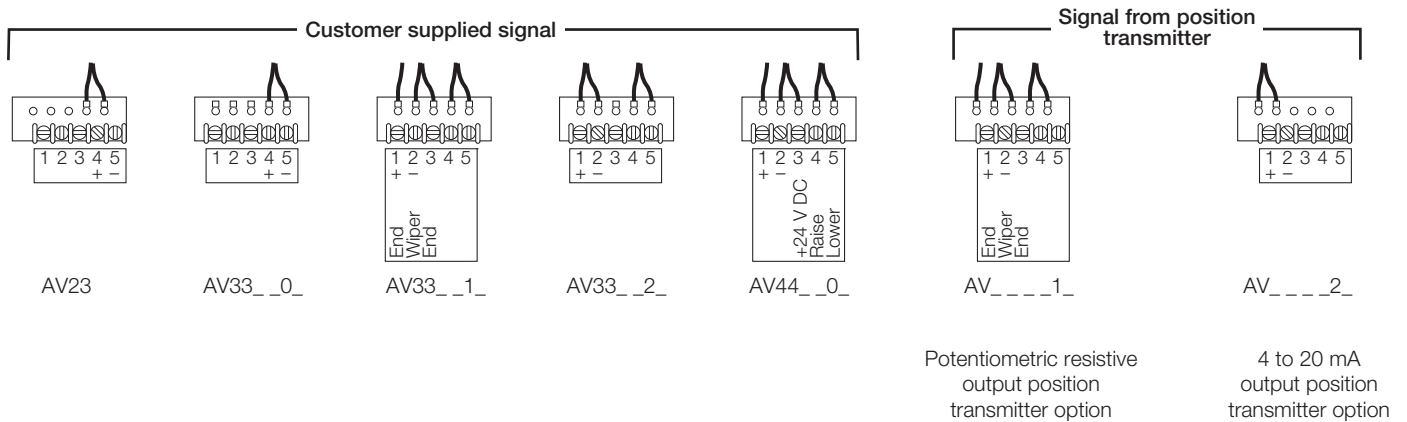 Customer supplied signal
Signal from position
transmitter
1 2 3 4 5
+ −
1 2 3 4 5
+ −
1 2 3 4 5
+ −
End
Wiper
End
1 2 3 4 5
+ −
1 2 3 4 5
+ −
+24 V DC
Raise
Lower
1 2 3 4 5
+ −
End
Wiper
End
1 2 3 4 5
+ −
AV23
AV33_ _0_
AV33_ _1_
AV33_ _2_
AV44_ _0_
AV_ _ _ _1_
AV_ _ _ _2_
Potentiometric resistive
output position
transmitter option
4 to 20 mA
output position
transmitter option